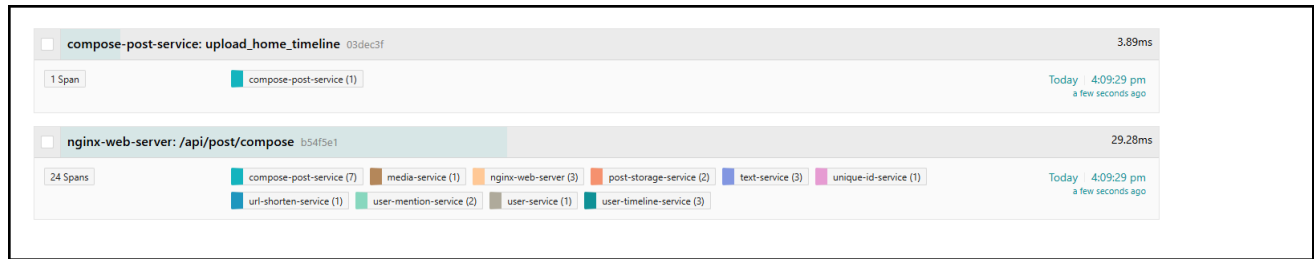 compose-post-service: upload_home_timeline 03dec3f 3.89ms
1 Span compose-post-service (1) Today 4:09:29 pm
a few seconds ago
nginx-web-server: /api/post/compose b54f5e1 29.28ms
24 Spans compose-post-service (7) media-service (1) nginx-web-server (3) post-storage-service (2) text-service (3) unique-id-service (1) Today 4:09:29 pm
url-shorten-service (1) user-mention-service (2) user-service (1) user-timeline-service (3) a few seconds ago